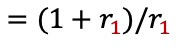 = (1 + r₁)/r₁